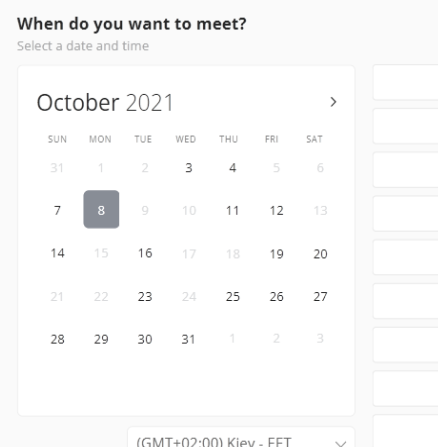 When do you want to meet?
Select a date and time
October 2021
SUN MON TUE WED THU FRI SAT
31 1 2 3 4 5 6
7 8 9 10 11 12 13
14 15 16 17 18 19 20
21 22 23 24 25 26 27
28 29 30 31 1 2 3
(GMT+02:00) Kiev - EET